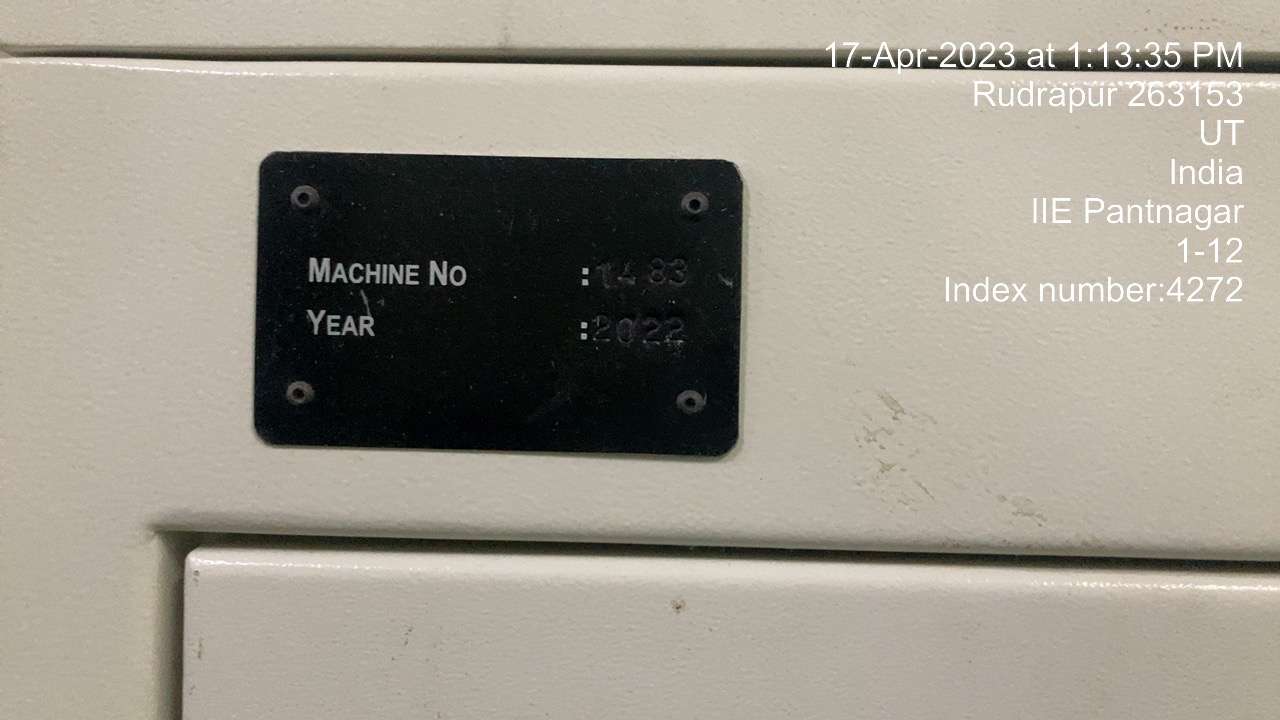 17-Apr-2023 at 1:13:35 PM
Rudrapur 263153
UT
India
IIE Pantnagar
1-12
Index number:4272
MACHINE NO :1483
YEAR :2022